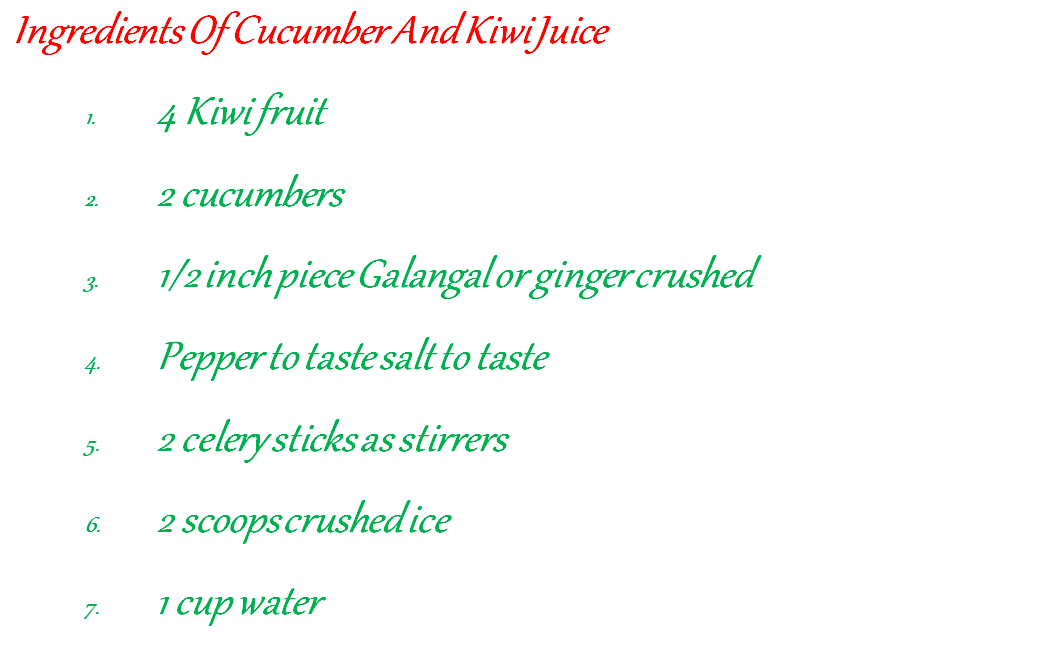 Ingredients Of Cucumber And Kiwi Juice
1. 4 Kiwi fruit
2. 2 cucumbers
3. 1/2 inch piece Galangal or ginger crushed
4. Pepper to taste salt to taste
5. 2 celery sticks as stirrers
6. 2 scoops crushed ice
7. 1 cup water